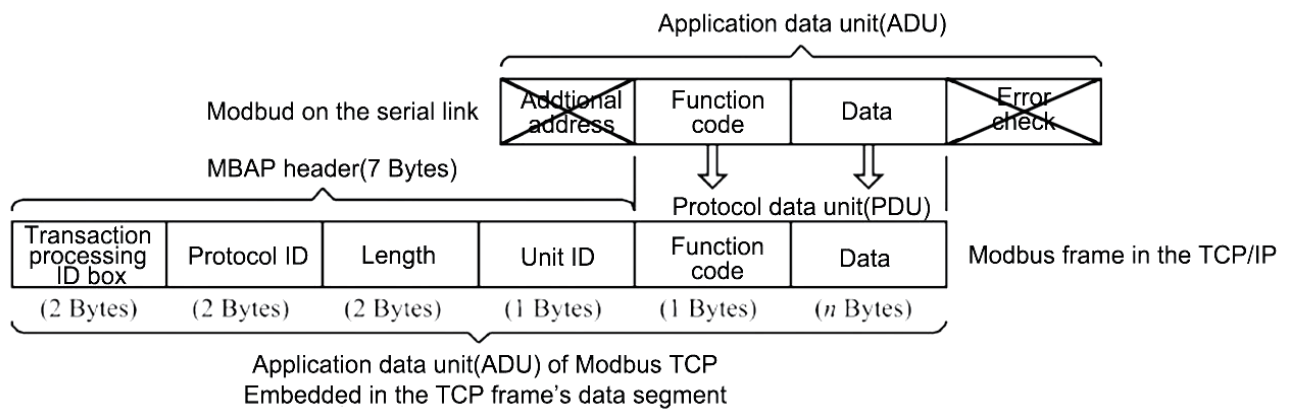 Application data unit(ADU)
Modbud on the serial link
Addtional
address
Function
code
Data
Error
check
MBAP header(7 Bytes)
Protocol data unit(PDU)
Transaction
processing
ID box
Protocol ID
Length
Unit ID
Function
code
Data
Modbus frame in the TCP/IP
(2 Bytes)
(2 Bytes)
(2 Bytes)
(1 Bytes)
(1 Bytes)
(n Bytes)
Application data unit(ADU) of Modbus TCP
Embedded in the TCP frame's data segment